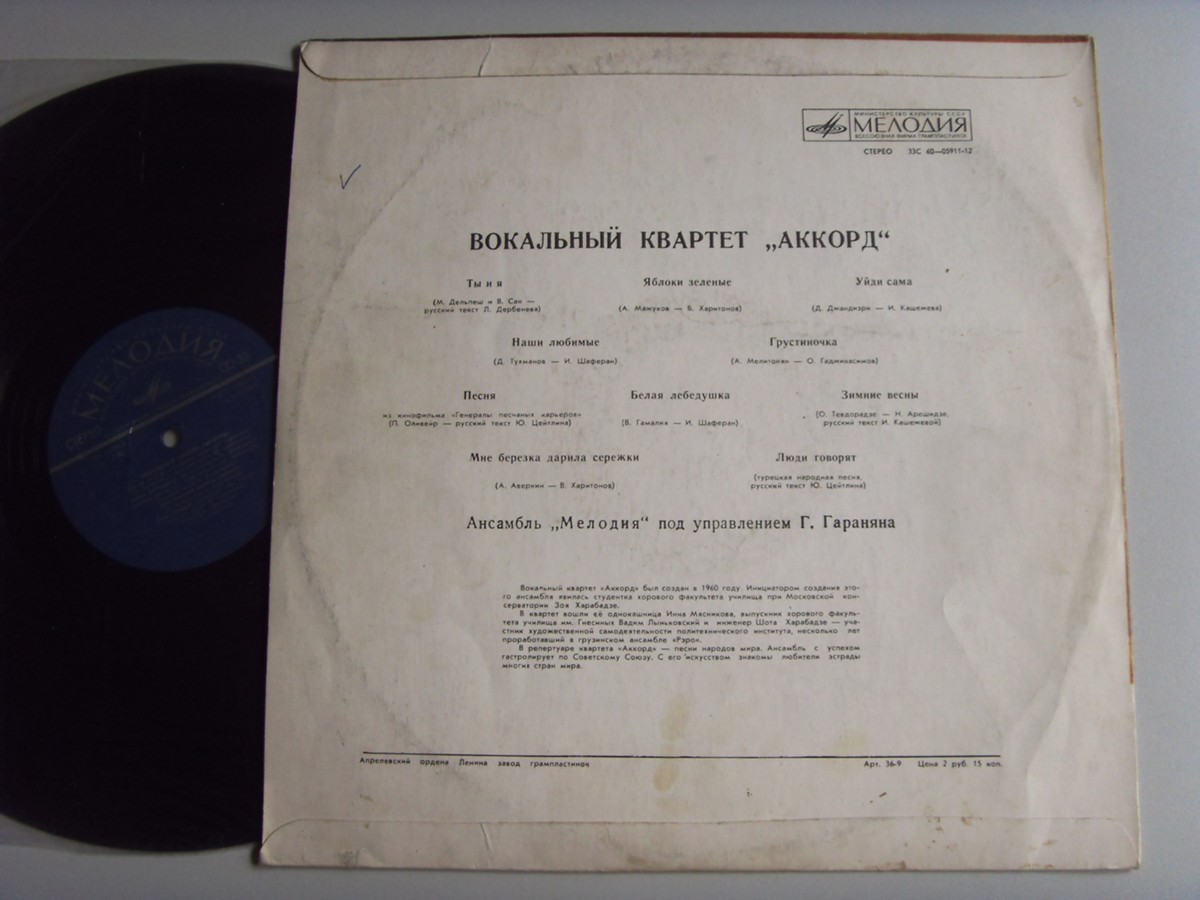 МИНИСТЕРСТВО КУЛЬТУРЫ СССР
МЕЛОДИЯ
ВСЕСОЮЗНАЯ ФИРМА ГРАМПЛАСТИНОК
СТЕРЕО 33С 60—05911-12
ВОКАЛЬНЫЙ КВАРТЕТ „АККОРД“
Ты и я Яблоки зеленые Уйди сама
(М. Дельпеш и В. Сан — (А. Мажуков — В. Харитонов) (Д. Джандиэри — И. Кашежева)
русский текст Л. Дербенева)
Наши любимые Грустиночка
(Д. Тухманов — И. Шаферан) (А. Мелитонян — О. Гаджикасимов)
Песня Белая лебедушка Зимние весны
из кинофильма «Генералы песчаных карьеров» (В. Гамалия — И. Шаферан) (О. Тевдорадзе — Н. Арешидзе,
(П. Оливейр — русский текст Ю. Цейтлина) русский текст И. Кашежевой)
Мне березка дарила сережки Люди говорят
(А. Аверкин — В. Харитонов) (турецкая народная песня,
русский текст Ю. Цейтлина)
Ансамбль „Мелодия“ под управлением Г. Гараняна
Вокальный квартет «Аккорд» был создан в 1960 году. Инициатором создания это-
го ансамбля явилась студентка хорового факультета училища при Московской кон-
серватории Зоя Харабадзе.
В квартет вошли её однокашница Инна Мясникова, выпускник хорового факуль-
тета училища им. Гнесиных Вадим Лыньковский и инженер Шота Харабадзе — уча-
стник художественной самодеятельности политехнического института, несколько лет
проработавший в грузинском ансамбле «Рэро».
В репертуаре квартета «Аккорд» — песни народов мира. Ансамбль с успехом
гастролирует по Советскому Союзу. С его искусством знакомы любители эстрады
многих стран мира.
Апрелевский ордена Ленина завод грампластинок Арт. 36-9 Цена 2 руб. 15 коп.
МЕЛОДИЯ
СТЕРЕО